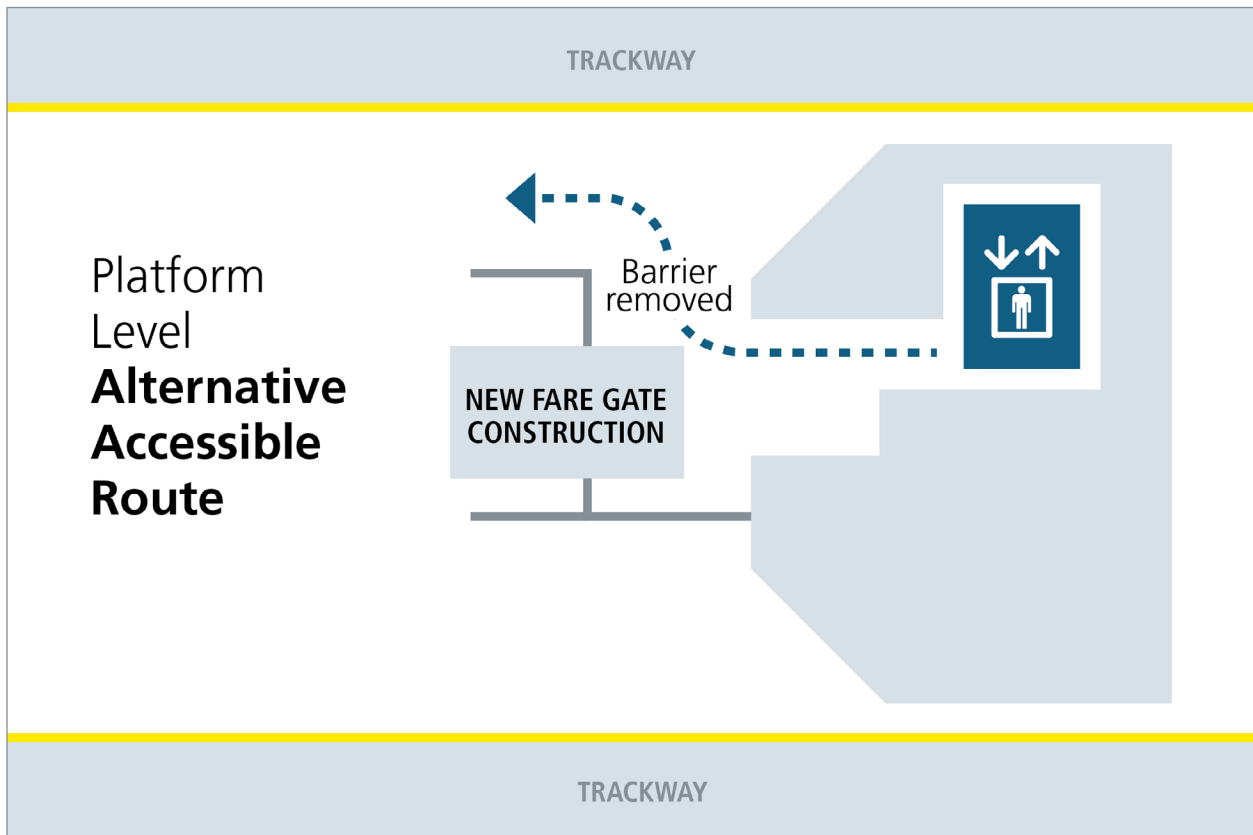 TRACKWAY
Platform
Level
Alternative
Accessible
Route
Barrier
removed
NEW FARE GATE
CONSTRUCTION
TRACKWAY